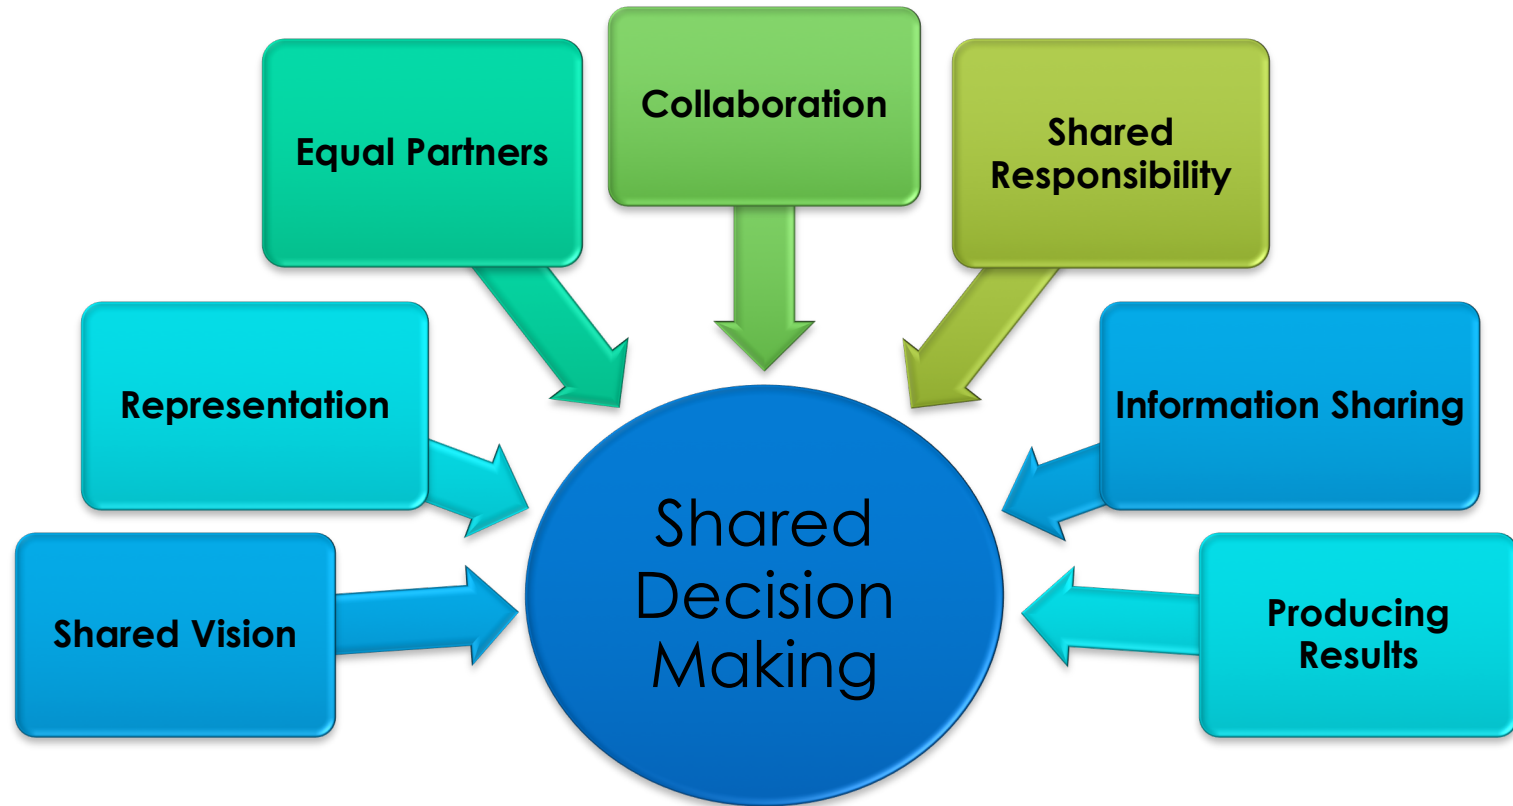 Collaboration
Equal Partners
Shared
Responsibility
Representation
Information Sharing
Shared Vision
Shared
Decision
Making
Producing
Results